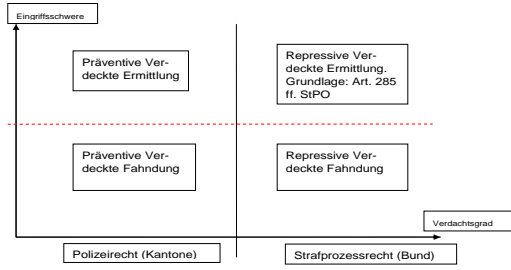 Eingriffsschwere
Präventive Ver-
deckte Ermittlung
Repressive Ver-
deckte Ermittlung.
Grundlage: Art. 285
ff. StPO
Präventive Ver-
deckte Fahndung
Repressive Ver-
deckte Fahndung
Verdachtsgrad
Polizeirecht (Kantone)
Strafprozessrecht (Bund)